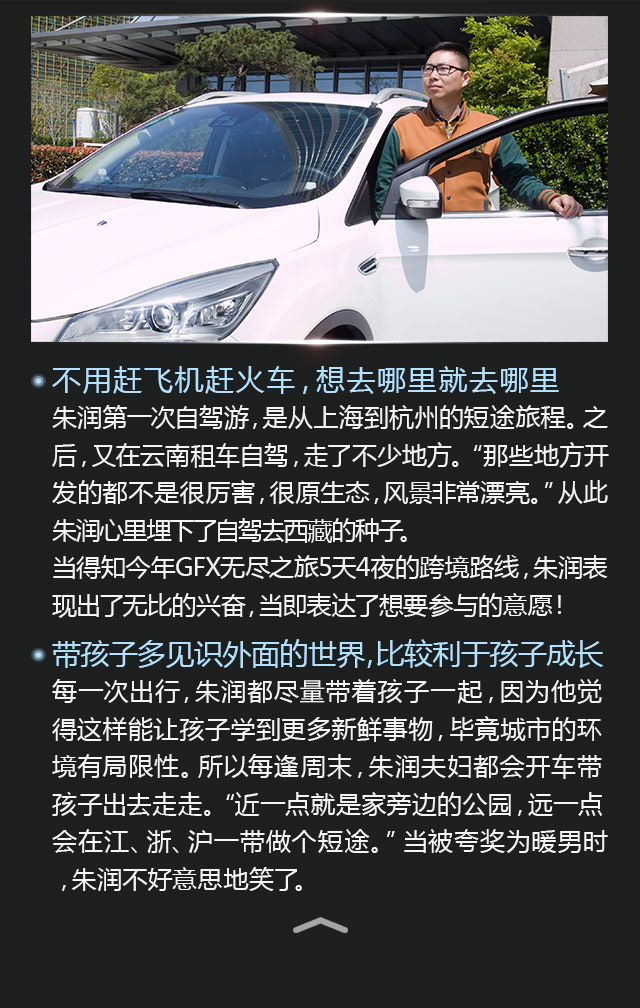 不用赶飞机赶火车,想去哪里就去哪里
朱润第一次自驾游,是从上海到杭州的短途旅程。之
后,又在云南租车自驾,走了不少地方。“那些地方开
发的都不是很厉害,很原生态,风景非常漂亮。”从此
朱润心里埋下了自驾去西藏的种子。
当得知今年GFX无尽之旅5天4夜的跨境路线,朱润表
现出了无比的兴奋,当即表达了想要参与的意愿!
带孩子多见识外面的世界,比较利于孩子成长
每一次出行,朱润都尽量带着孩子一起,因为他觉
得这样能让孩子学到更多新鲜事物,毕竟城市的环
境有局限性。所以每逢周末,朱润夫妇都会开车带
孩子出去走走。“近一点就是家旁边的公园,远一点
会在江、浙、沪一带做个短途。”当被夸奖为暖男时
,朱润不好意思地笑了。